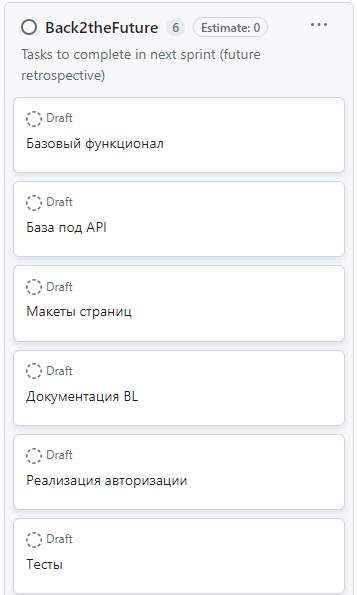 Back2theFuture 6 Estimate: 0 ...
Tasks to complete in next sprint (future
retrospective)
Draft
Базовый функционал
Draft
База под API
Draft
Макеты страниц
Draft
Документация BL
Draft
Реализация авторизации
Draft
Тесты